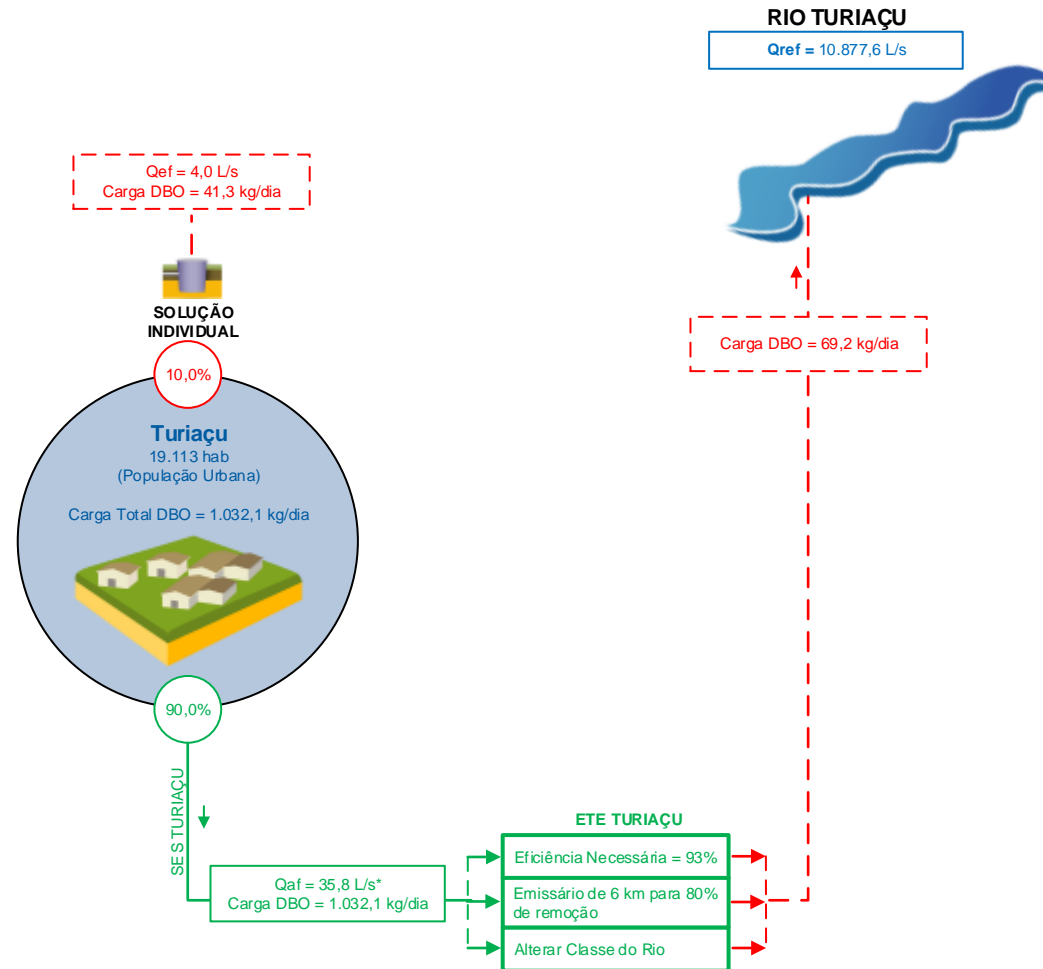 RIO TURIAÇU
Qref = 10.877,6 L/s
Qef = 4,0 L/s
Carga DBO = 41,3 kg/dia
SOLUÇÃO
INDIVIDUAL
10,0%
Carga DBO = 69,2 kg/dia
Turiaçu
19.113 hab
(População Urbana)
Carga Total DBO = 1.032,1 kg/dia
90,0%
SES TURIAÇU
Qaf = 35,8 L/s*
Carga DBO = 1.032,1 kg/dia
ETE TURIAÇU
Eficiência Necessária = 93%
Emissário de 6 km para 80%
de remoção
Alterar Classe do Rio